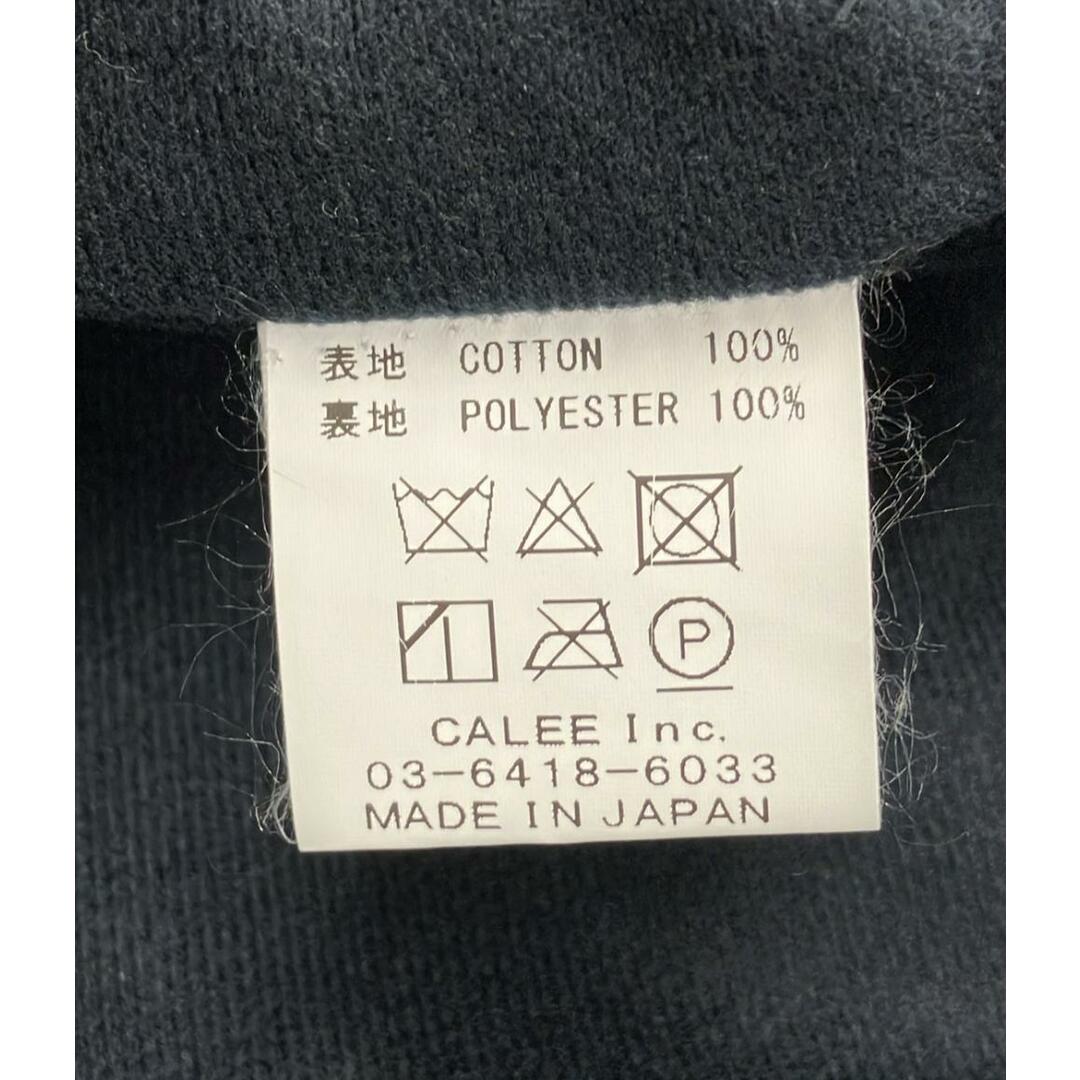 表地 COTTON 100%
裏地 POLYESTER 100%
P
CALEE Inc.
03-6418-6033
MADE IN JAPAN